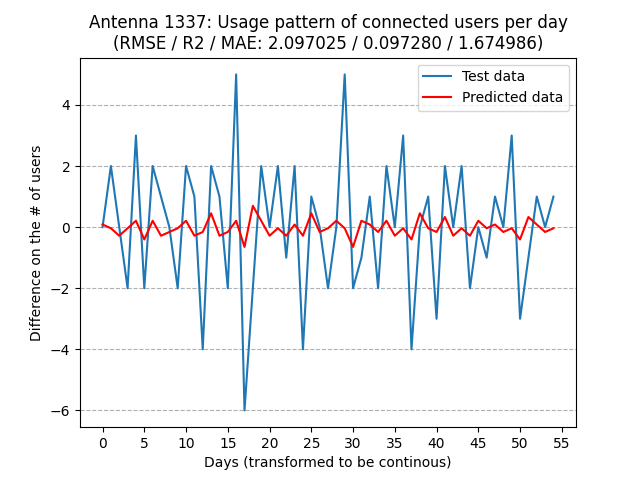 Antenna 1337: Usage pattern of connected users per day
(RMSE / R2 / MAE: 2.097025 / 0.097280 / 1.674986)
Test data
Predicted data
Difference on the # of users
4
2
0
−2
−4
−6
0 5 10 15 20 25 30 35 40 45 50 55
Days (transformed to be continous)